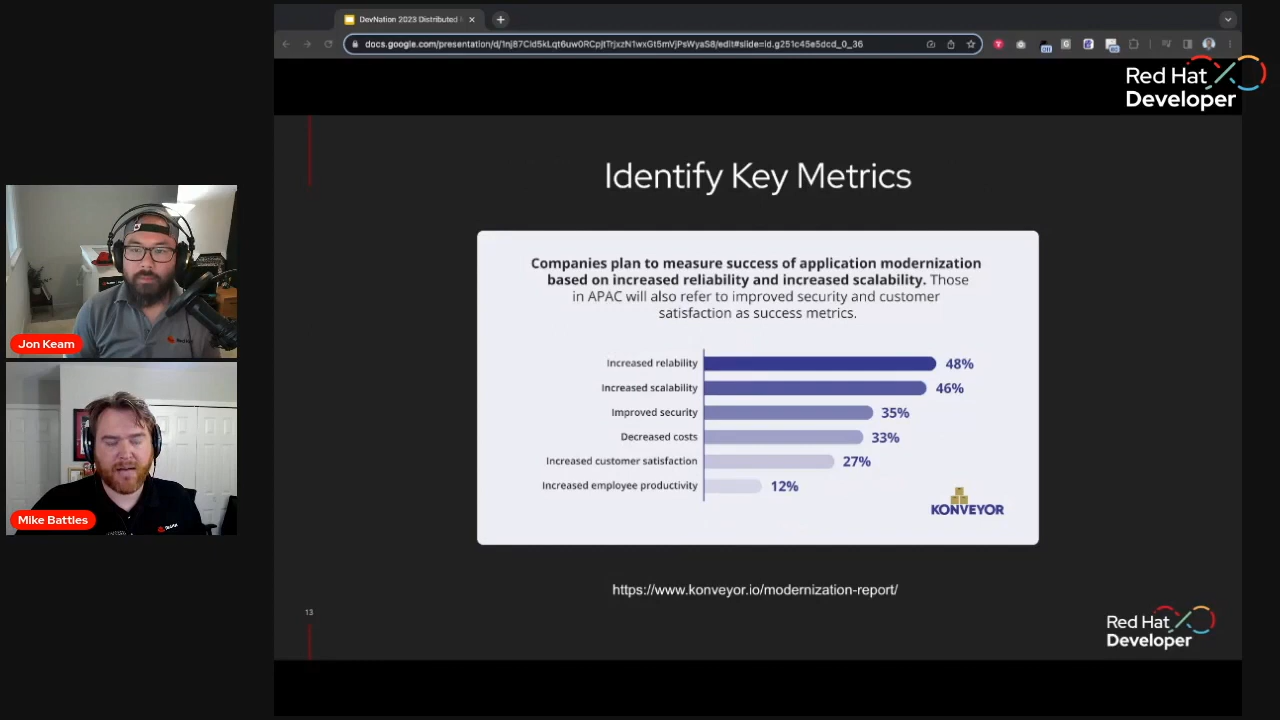 DevNation 2023 Distributed
docs.google.com/presentation/d/1nj87Cid5kLqt6uw0RCpjtTrjxzN1wxGt5mVjPsWyaS8/edit#slide=id.g251c45e5dcd_0_36
Red Hat
Developer
Identify Key Metrics
Companies plan to measure success of application modernization
based on increased reliability and increased scalability. Those
in APAC will also refer to improved security and customer
satisfaction as success metrics.
Increased relability 48%
Increased scalability 46%
Improved security 35%
Decreased costs 33%
Increased customer satisfaction 27%
Increased employee productivity 12%
KONVEYOR
https://www.konveyor.io/modernization-report/
13
Red Hat
Developer
Jon Keam
Mike Battles